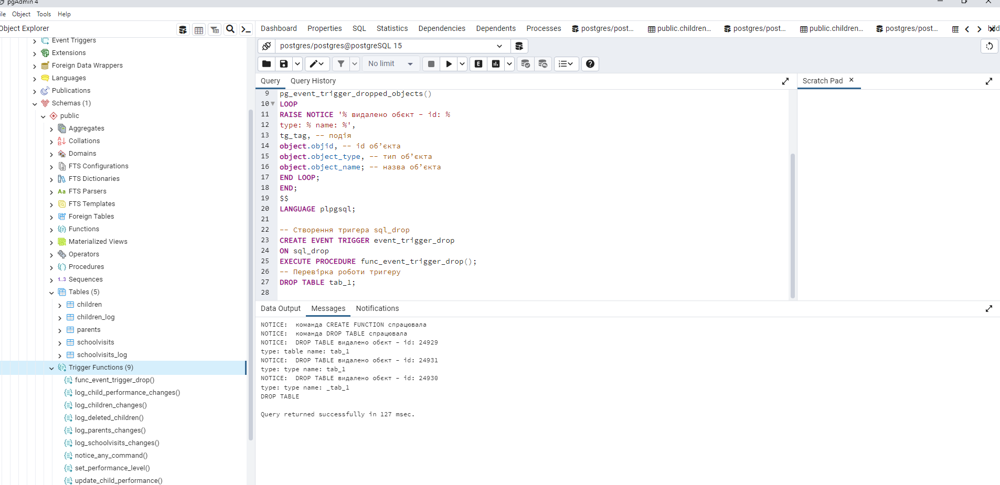 pgAdmin 4
Object Tools Help
Object Explorer
Event Triggers
Extensions
Foreign Data Wrappers
Languages
Publications
Schemas (1)
public
Aggregates
Collations
Domains
FTS Configurations
FTS Dictionaries
Aa FTS Parsers
FTS Templates
Foreign Tables
Functions
Materialized Views
Operators
Procedures
1..3 Sequences
Tables (5)
children
children_log
parents
schoolvisits
schoolvisits_log
Trigger Functions (9)
func_event_trigger_drop()
log_child_performance_changes()
log_children_changes()
log_deleted_children()
log_parents_changes()
log_schoolvisits_changes()
notice_any_command()
set_performance_level()
update_child_performance()
Dashboard Properties SQL Statistics Dependencies Dependents Processes postgres/post... public.children... postgres/post... public.children... postgres/post...
postgres/postgres@postgreSQL 15
No limit
Query Query History
Scratch Pad
9 pg_event_trigger_dropped_objects()
10 LOOP
11 RAISE NOTICE '% видалено обєкт - id: %
12 type: % name: %',
13 tg_tag, -- подія
14 object.objid, -- id об’єкта
15 object.object_type, -- тип об’єкта
16 object.object_name; -- назва об’єкта
17 END LOOP;
18 END;
19 $$
20 LANGUAGE plpgsql;
21
22 -- Створення тригера sql_drop
23 CREATE EVENT TRIGGER event_trigger_drop
24 ON sql_drop
25 EXECUTE PROCEDURE func_event_trigger_drop();
26 -- Перевірка роботи тригеру
27 DROP TABLE tab_1;
28
Data Output Messages Notifications
NOTICE: команда CREATE FUNCTION спрацювала
NOTICE: команда DROP TABLE спрацювала
NOTICE: DROP TABLE видалено обєкт - id: 24929
type: table name: tab_1
NOTICE: DROP TABLE видалено обєкт - id: 24931
type: type name: tab_1
NOTICE: DROP TABLE видалено обєкт - id: 24930
type: type name: _tab_1
DROP TABLE
Query returned successfully in 127 msec.